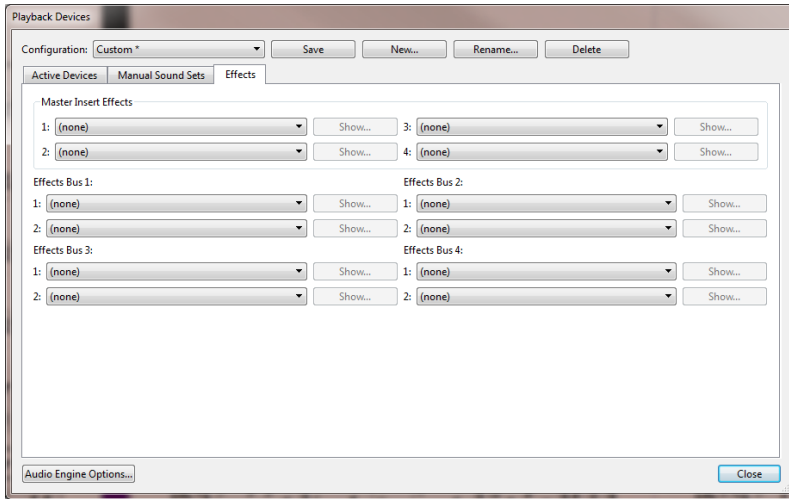 Playback Devices
Configuration: Custom * Save New... Rename... Delete
Active Devices Manual Sound Sets Effects
Master Insert Effects
1: (none) Show... 3: (none) Show...
2: (none) Show... 4: (none) Show...
Effects Bus 1: Effects Bus 2:
1: (none) Show... 1: (none) Show...
2: (none) Show... 2: (none) Show...
Effects Bus 3: Effects Bus 4:
1: (none) Show... 1: (none) Show...
2: (none) Show... 2: (none) Show...
Audio Engine Options... Close